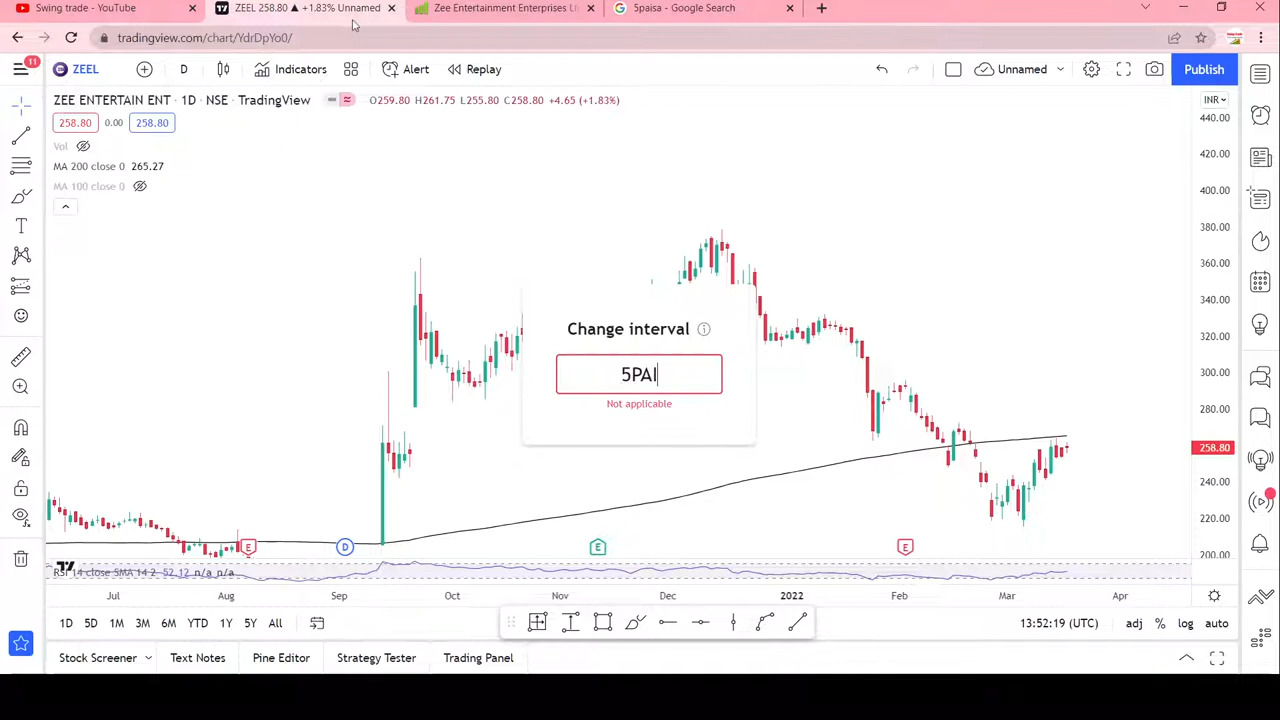 Swing trade - YouTube
ZEEL 258.80 ▲ +1.83% Unnamed
Zee Entertainment Enterprises
5paisa - Google Search
tradingview.com/chart/YdrDpYo0/
11
ZEEL
D
Indicators
Alert
Replay
Unnamed
Publish
ZEE ENTERTAIN ENT · 1D · NSE · TradingView
O259.80 H261.75 L255.80 C258.80 +4.65 (+1.83%)
INR
258.80
0.00
258.80
Vol
MA 200 close 0 265.27
MA 100 close 0
440.00
420.00
400.00
380.00
360.00
340.00
320.00
300.00
280.00
258.80
240.00
220.00
200.00
Change interval
5PAI
Not applicable
E
D
E
E
RSI 14 close 5MA 14 2 52.12 n/a n/a
Jul
Aug
Sep
Oct
Nov
Dec
2022
Feb
Mar
Apr
1D
5D
1M
3M
6M
YTD
1Y
5Y
All
13:52:19 (UTC)
adj
%
log
auto
Stock Screener
Text Notes
Pine Editor
Strategy Tester
Trading Panel